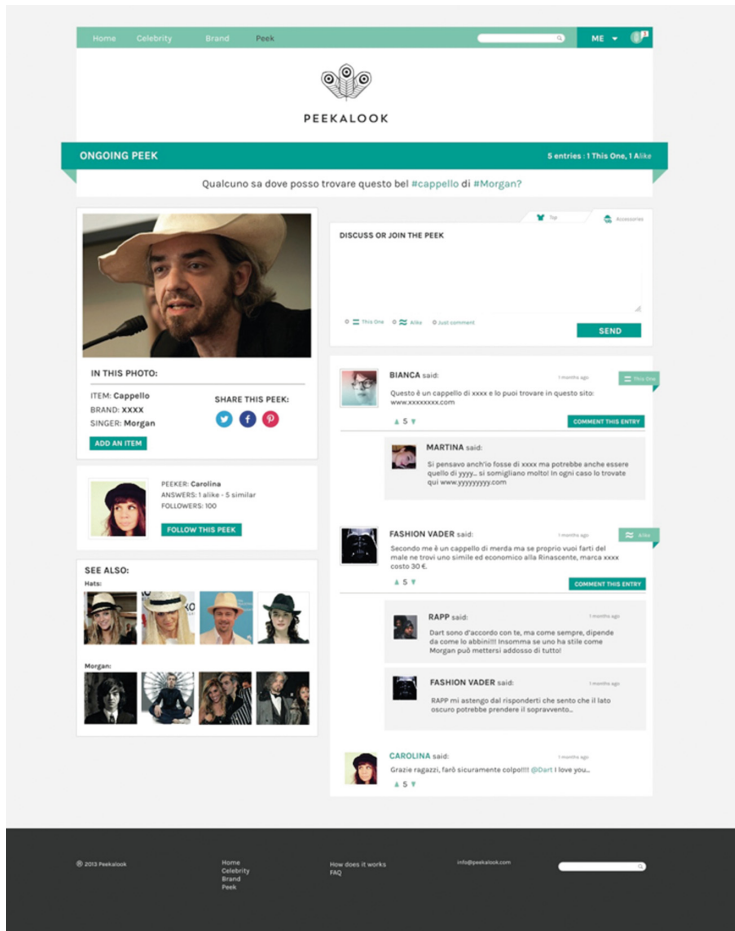 Home Celebrity Brand Peek
ME
PEEKALOOK
ONGOING PEEK
5 entries : 1 This One, 1 Alike
Qualcuno sa dove posso trovare questo bel #cappello di #Morgan?
Top
Accessories
DISCUSS OR JOIN THE PEEK
This One Alike Just comment
SEND
IN THIS PHOTO:
ITEM: Cappello
BRAND: XXXX
SINGER: Morgan
ADD AN ITEM
SHARE THIS PEEK:
PEEKER: Carolina
ANSWERS: 1 alike - 5 similar
FOLLOWERS: 100
FOLLOW THIS PEEK
SEE ALSO:
Hats:
Morgan:
BIANCA said:
1 months ago
This One
Questo è un cappello di xxxx e lo puoi trovare in questo sito:
www.xxxxxxxx.com
5
COMMENT THIS ENTRY
MARTINA said:
Si pensavo anch'io fosse di xxxx ma potrebbe anche essere
quello di yyyy... si somigliano molto! In ogni caso lo trovate
qui www.yyyyyyyyy.com
FASHION VADER said:
1 months ago
Alike
Secondo me è un cappello di merda ma se proprio vuoi farti del
male ne trovi uno simile ed economico alla Rinascente, marca xxxx
costo 30 €.
5
COMMENT THIS ENTRY
RAPP said:
1 months ago
Dart sono d'accordo con te, ma come sempre, dipende
da come lo abbini!!!! Insomma se uno ha stile come
Morgan può mettersi addosso di tutto!
FASHION VADER said:
1 months ago
RAPP mi astengo dal risponderti che sento che il lato
oscuro potrebbe prendere il sopravvento...
CAROLINA said:
1 months ago
Grazie ragazzi, farò sicuramente colpo!!!! @Dart I love you...
5
© 2013 Peekalook
Home
Celebrity
Brand
Peek
How does it works
FAQ
info@peekalook.com